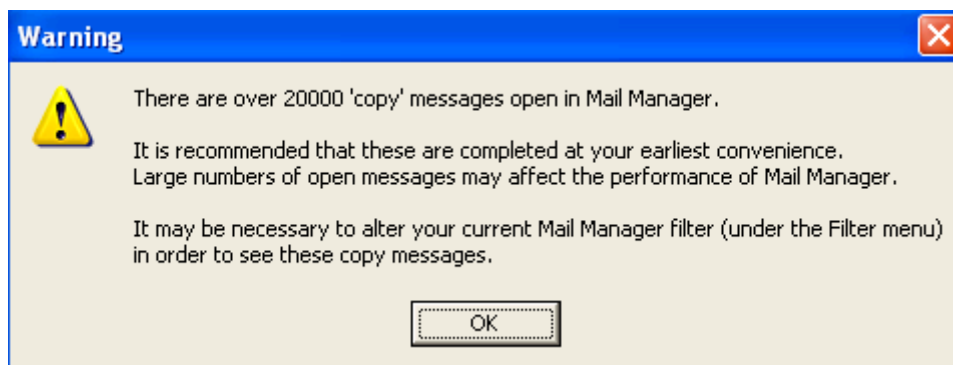 Warning
There are over 20000 'copy' messages open in Mail Manager.
It is recommended that these are completed at your earliest convenience.
Large numbers of open messages may affect the performance of Mail Manager.
It may be necessary to alter your current Mail Manager filter (under the Filter menu)
in order to see these copy messages.
OK